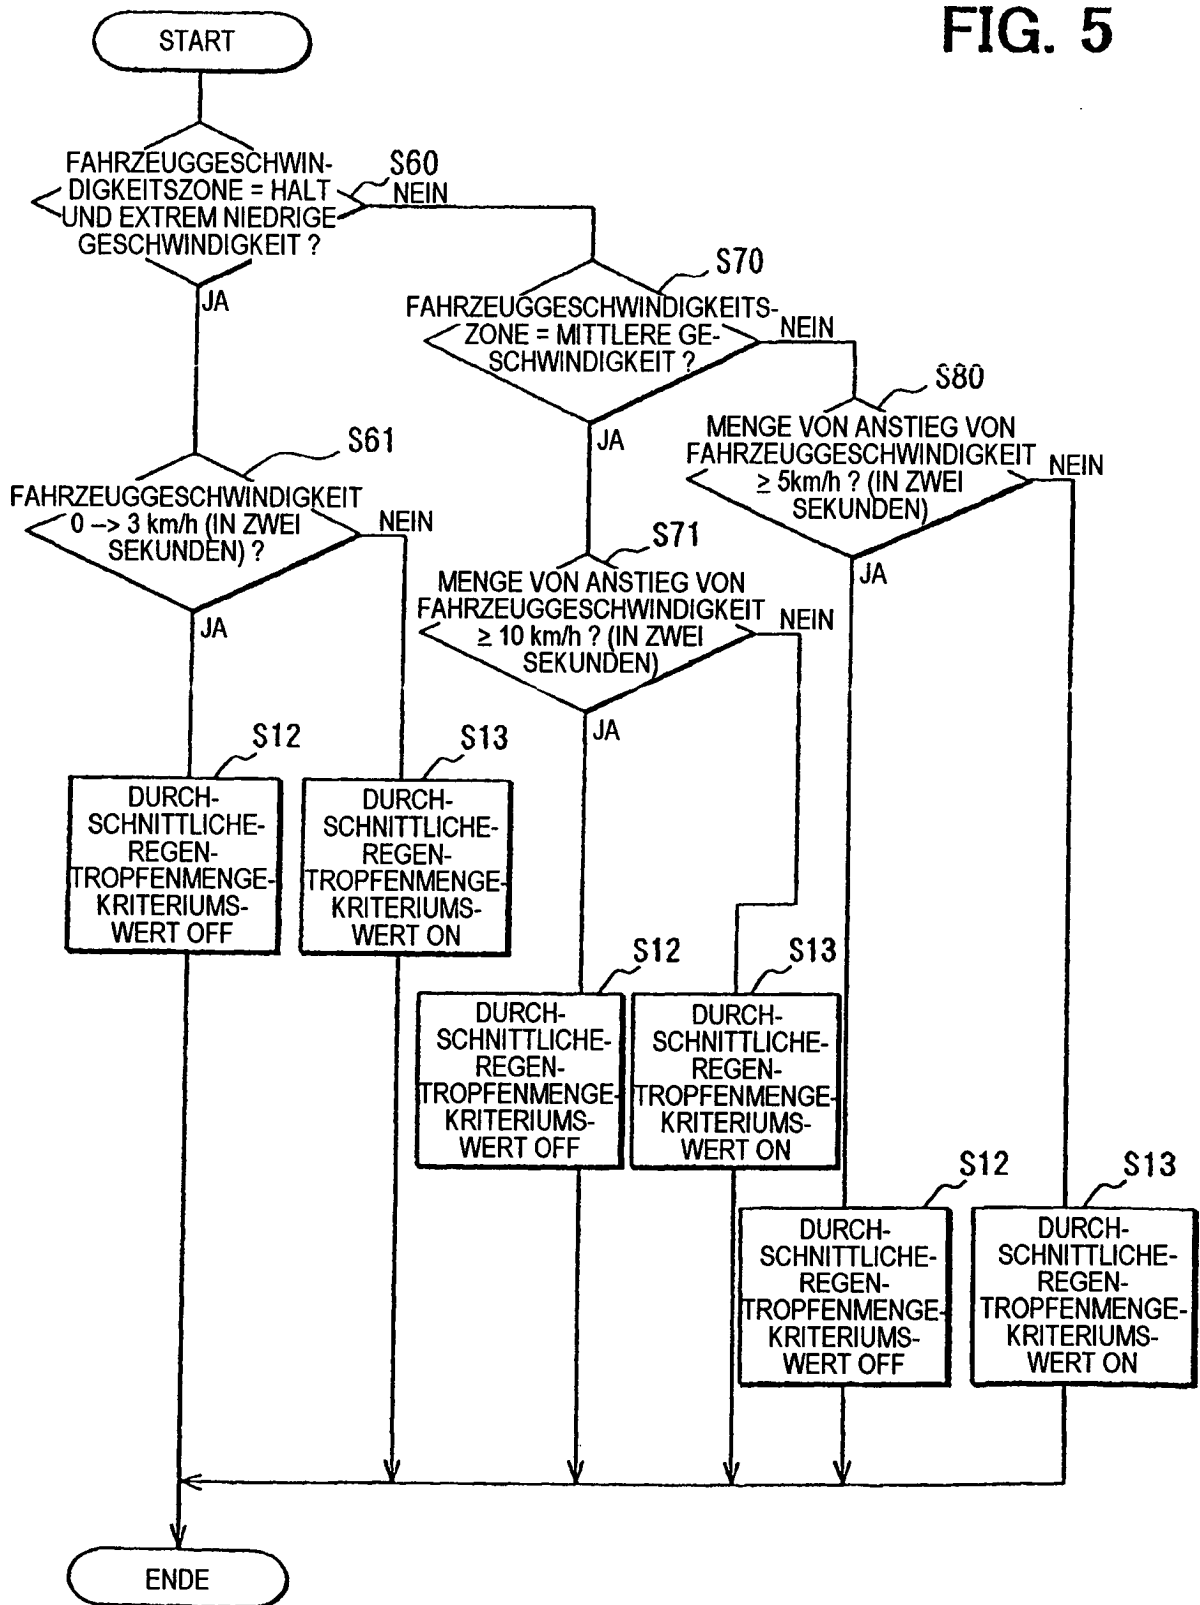 FIG. 5
START
FAHRZEUGGESCHWIN-
DIGKEITSZONE = HALT
UND EXTREM NIEDRIGE
GESCHWINDIGKEIT ?
S60
NEIN
JA
S70
FAHRZEUGGESCHWINDIGKEITS-
ZONE = MITTLERE GE-
SCHWINDIGKEIT ?
NEIN
JA
S80
MENGE VON ANSTIEG VON
FAHRZEUGGESCHWINDIGKEIT
≥ 5km/h ? (IN ZWEI
SEKUNDEN)
NEIN
JA
S61
FAHRZEUGGESCHWINDIGKEIT
0 –> 3 km/h (IN ZWEI
SEKUNDEN) ?
NEIN
JA
S71
MENGE VON ANSTIEG VON
FAHRZEUGGESCHWINDIGKEIT
≥ 10 km/h ? (IN ZWEI
SEKUNDEN)
NEIN
JA
S12
DURCH-
SCHNITTLICHE-
REGEN-
TROPFENMENGE-
KRITERIUMS-
WERT OFF
S13
DURCH-
SCHNITTLICHE-
REGEN-
TROPFENMENGE-
KRITERIUMS-
WERT ON
S12
DURCH-
SCHNITTLICHE-
REGEN-
TROPFENMENGE-
KRITERIUMS-
WERT OFF
S13
DURCH-
SCHNITTLICHE-
REGEN-
TROPFENMENGE-
KRITERIUMS-
WERT ON
S12
DURCH-
SCHNITTLICHE-
REGEN-
TROPFENMENGE-
KRITERIUMS-
WERT OFF
S13
DURCH-
SCHNITTLICHE-
REGEN-
TROPFENMENGE-
KRITERIUMS-
WERT ON
ENDE